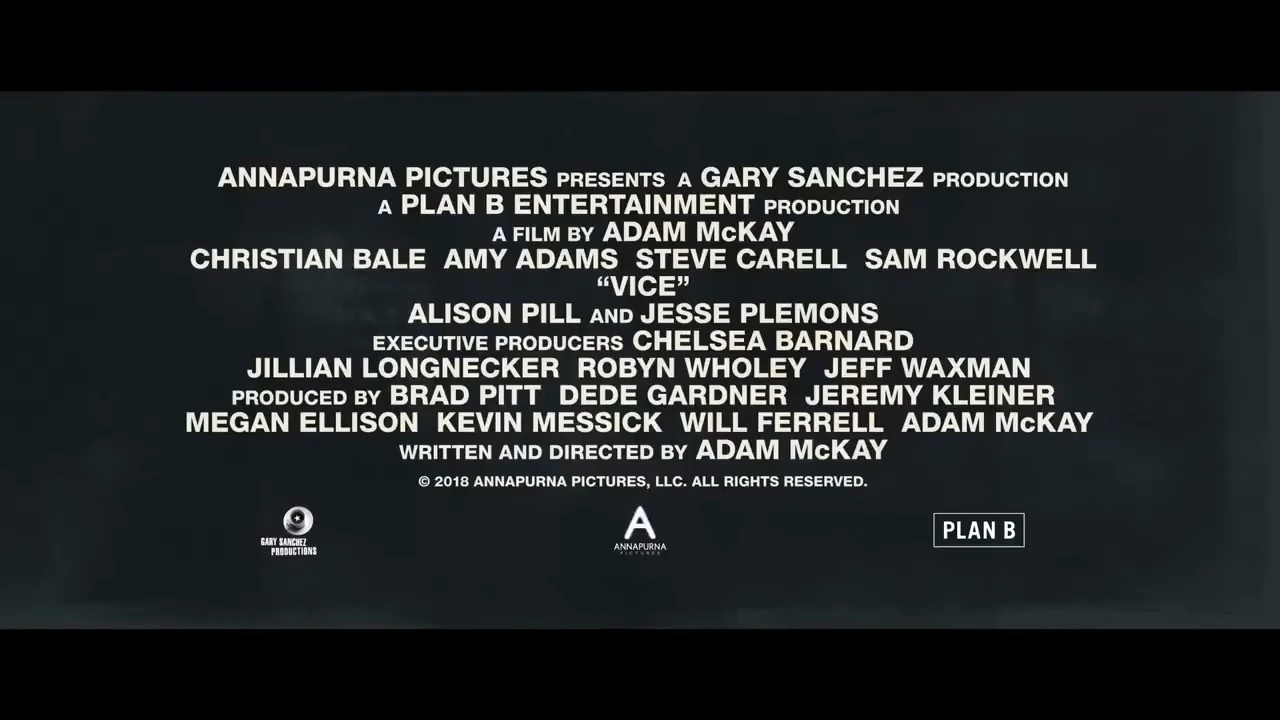 ANNAPURNA PICTURES PRESENTS A GARY SANCHEZ PRODUCTION
A PLAN B ENTERTAINMENT PRODUCTION
A FILM BY ADAM McKAY
CHRISTIAN BALE AMY ADAMS STEVE CARELL SAM ROCKWELL
“VICE”
ALISON PILL AND JESSE PLEMONS
EXECUTIVE PRODUCERS CHELSEA BARNARD
JILLIAN LONGNECKER ROBYN WHOLEY JEFF WAXMAN
PRODUCED BY BRAD PITT DEDE GARDNER JEREMY KLEINER
MEGAN ELLISON KEVIN MESSICK WILL FERRELL ADAM McKAY
WRITTEN AND DIRECTED BY ADAM McKAY
© 2018 ANNAPURNA PICTURES, LLC. ALL RIGHTS RESERVED.
GARY SANCHEZ
PRODUCTIONS
A
ANNAPURNA
PICTURES
PLAN B